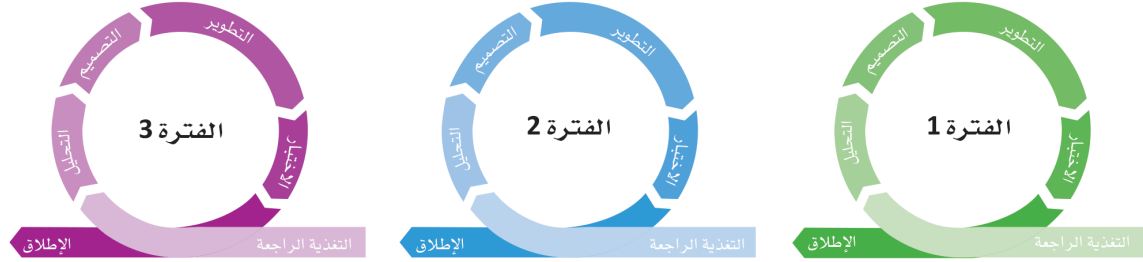 الفترة 1
التحليل
التصميم
التطوير
الاختبار
الإطلاق
التغذية الراجعة
الفترة 2
التحليل
التصميم
التطوير
الاختبار
الإطلاق
التغذية الراجعة
الفترة 3
التحليل
التصميم
التطوير
الاختبار
الإطلاق
التغذية الراجعة